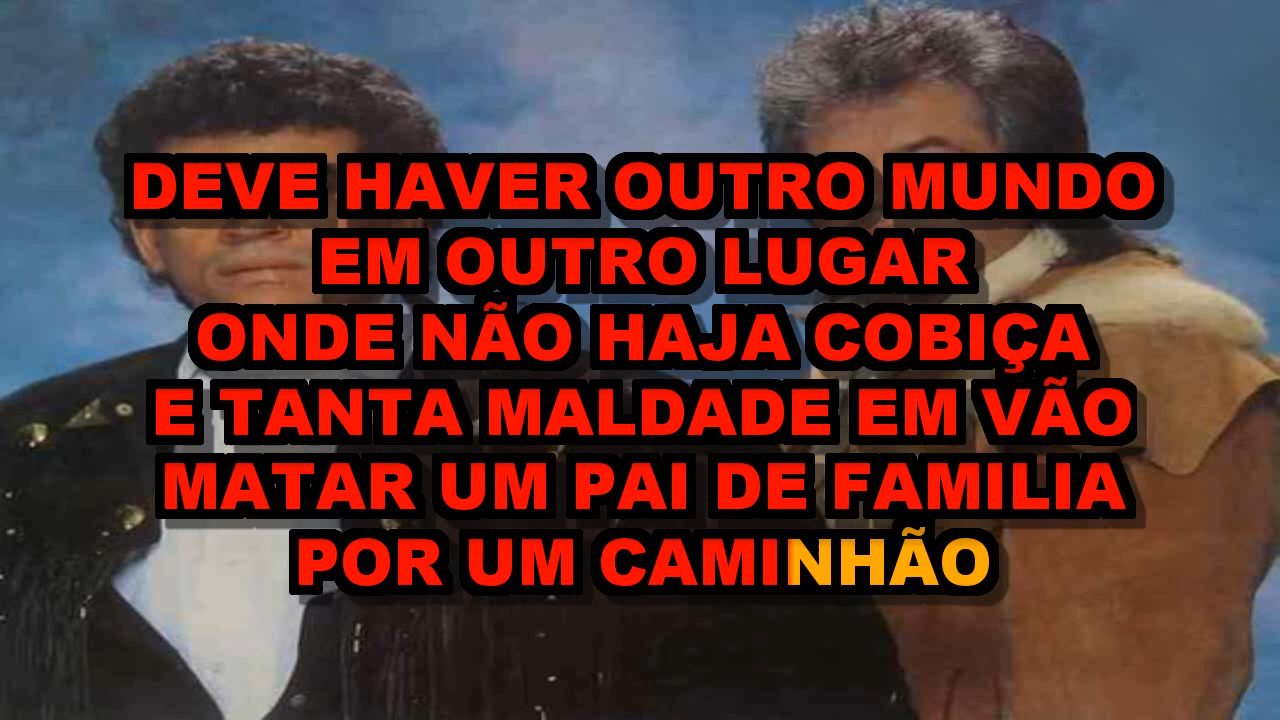 DEVE HAVER OUTRO MUNDO
EM OUTRO LUGAR
ONDE NÃO HAJA COBIÇA
E TANTA MALDADE EM VÃO
MATAR UM PAI DE FAMILIA
POR UM CAMINHÃO